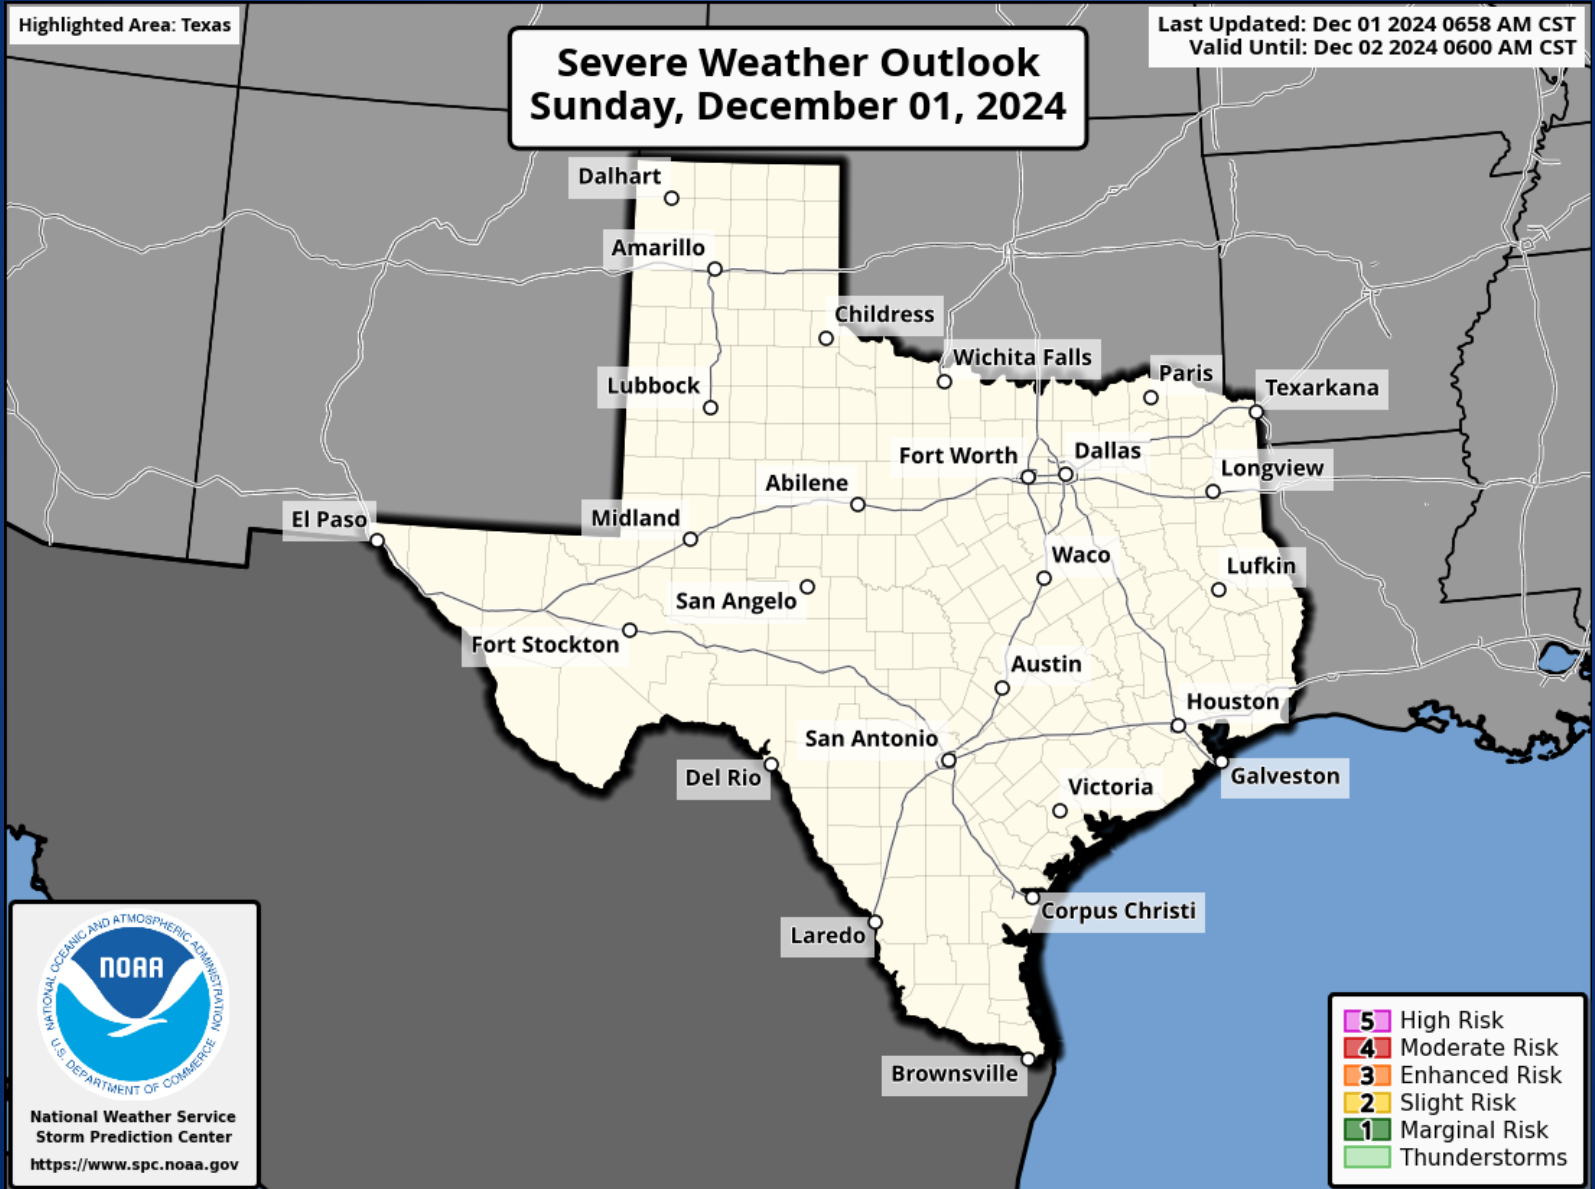 Highlighted Area: Texas
Last Updated: Dec 01 2024 0658 AM CST
Valid Until: Dec 02 2024 0600 AM CST
Severe Weather Outlook
Sunday, December 01, 2024
Dalhart
Amarillo
Childress
Wichita Falls
Paris
Texarkana
Lubbock
Fort Worth
Dallas
Longview
Abilene
El Paso
Midland
Waco
Lufkin
San Angelo
Fort Stockton
Austin
Houston
San Antonio
Del Rio
Galveston
Victoria
Corpus Christi
Laredo
Brownsville
NATIONAL OCEANIC AND ATMOSPHERIC ADMINISTRATION
NOAA
U.S. DEPARTMENT OF COMMERCE
National Weather Service
Storm Prediction Center
https://www.spc.noaa.gov
5 High Risk
4 Moderate Risk
3 Enhanced Risk
2 Slight Risk
1 Marginal Risk
Thunderstorms